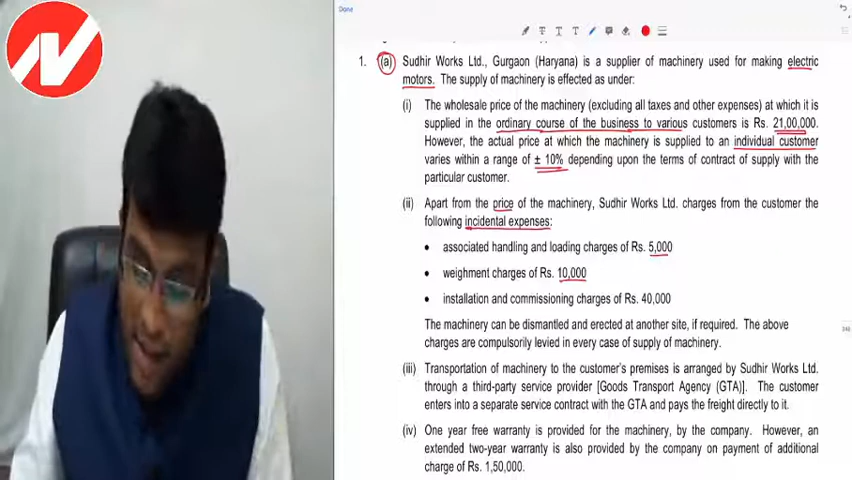 Done
1. (a) Sudhir Works Ltd., Gurgaon (Haryana) is a supplier of machinery used for making electric
motors. The supply of machinery is effected as under:
(i) The wholesale price of the machinery (excluding all taxes and other expenses) at which it is
supplied in the ordinary course of the business to various customers is Rs. 21,00,000.
However, the actual price at which the machinery is supplied to an individual customer
varies within a range of ± 10% depending upon the terms of contract of supply with the
particular customer.
(ii) Apart from the price of the machinery, Sudhir Works Ltd. charges from the customer the
following incidental expenses:
• associated handling and loading charges of Rs. 5,000
• weighment charges of Rs. 10,000
• installation and commissioning charges of Rs. 40,000
The machinery can be dismantled and erected at another site, if required. The above
charges are compulsorily levied in every case of supply of machinery.
(iii) Transportation of machinery to the customer's premises is arranged by Sudhir Works Ltd.
through a third-party service provider [Goods Transport Agency (GTA)]. The customer
enters into a separate service contract with the GTA and pays the freight directly to it.
(iv) One year free warranty is provided for the machinery, by the company. However, an
extended two-year warranty is also provided by the company on payment of additional
charge of Rs. 1,50,000.